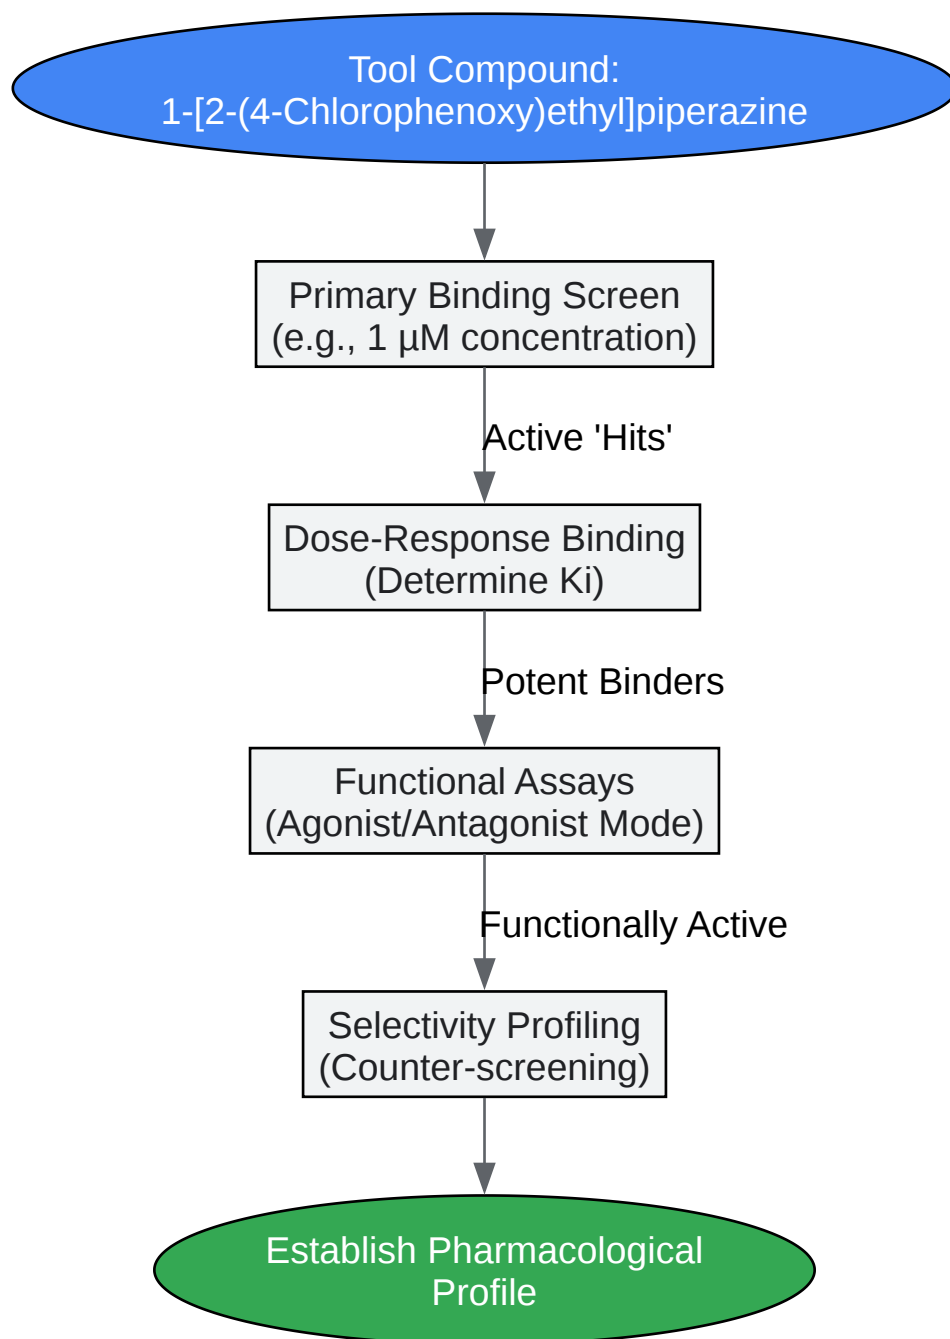 Tool Compound:
1-[2-(4-Chlorophenoxy)ethyl]piperazine
Primary Binding Screen
(e.g., 1 µM concentration)
Active 'Hits'
Dose-Response Binding
(Determine Ki)
Potent Binders
Functional Assays
(Agonist/Antagonist Mode)
Functionally Active
Selectivity Profiling
(Counter-screening)
Establish Pharmacological
Profile